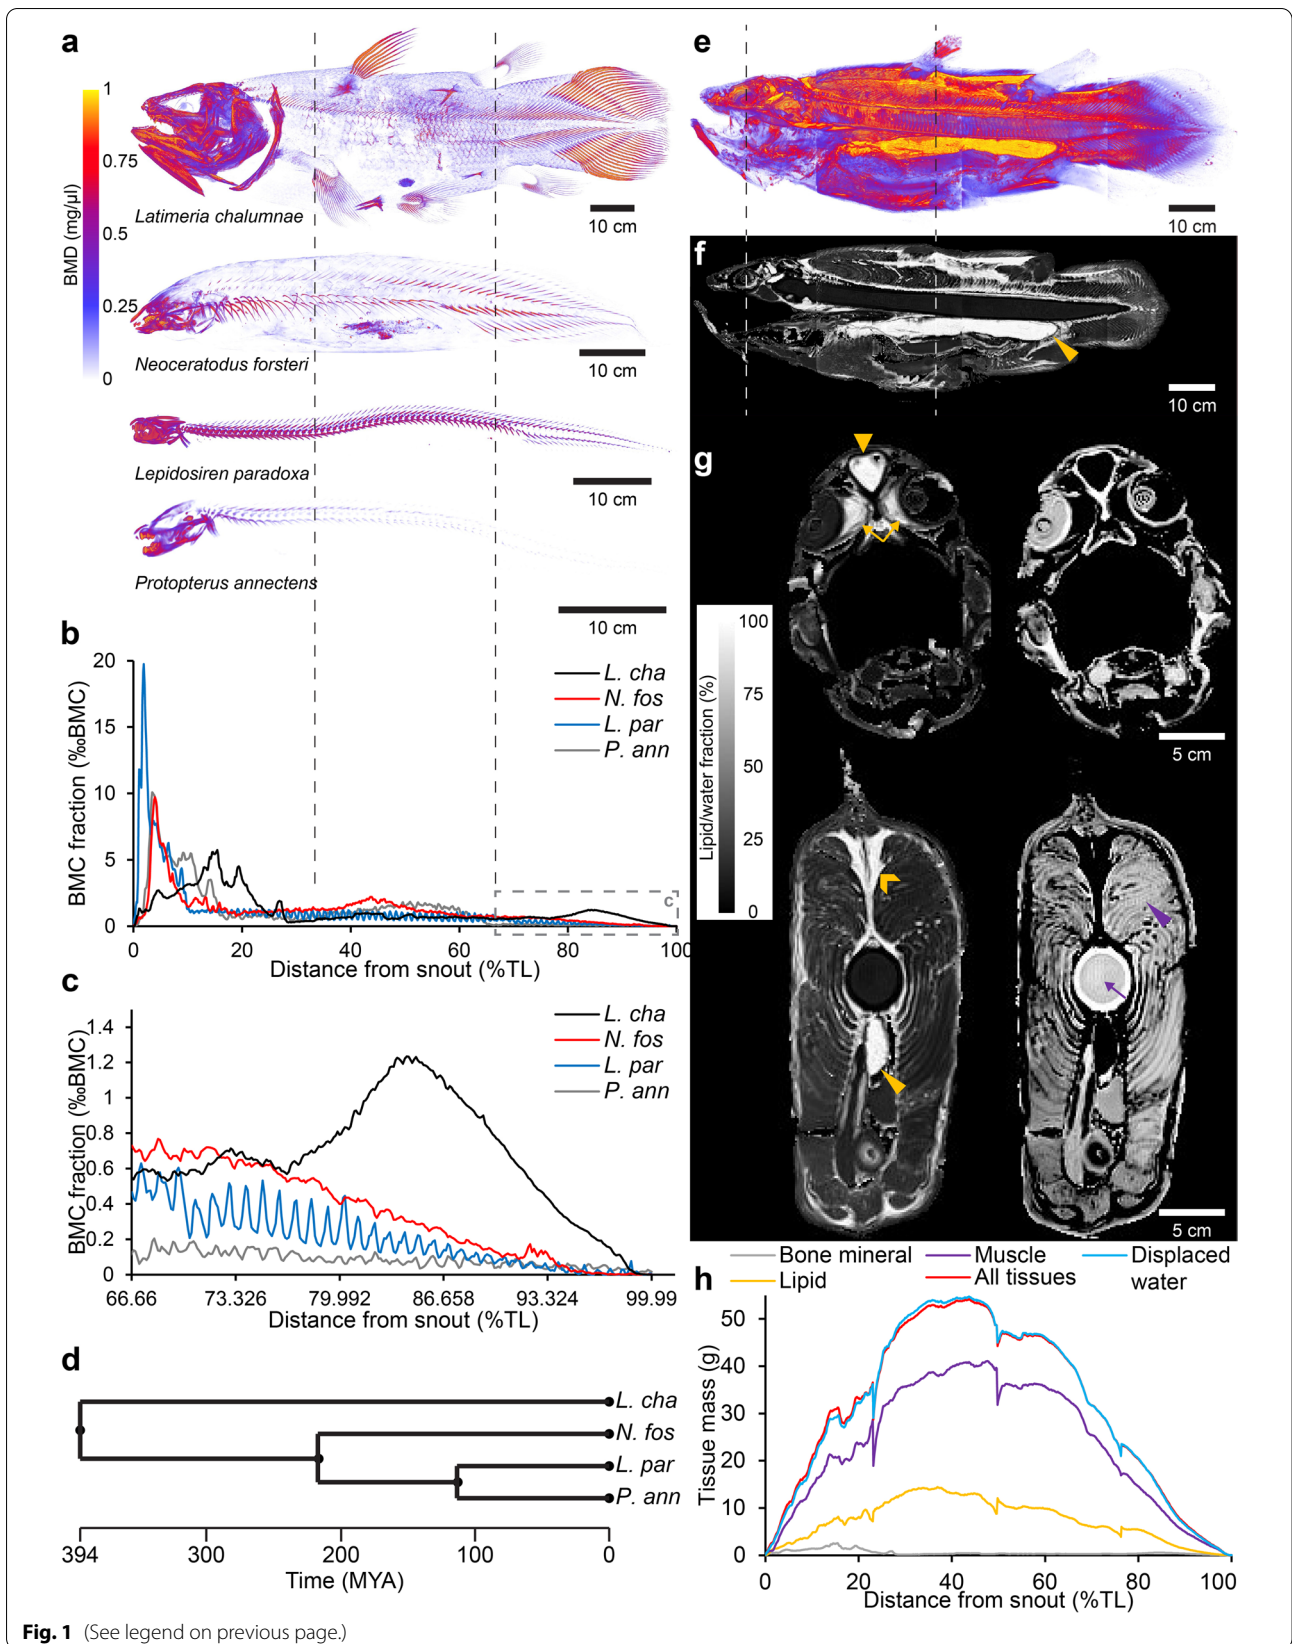 a
1
0.75
0.5
0.25
0
BMD (mg/µl)
Latimeria chalumnae
10 cm
Neoceratodus forsteri
10 cm
Lepidosiren paradoxa
10 cm
Protopterus annectens
10 cm
b
20
15
10
5
0
BMC fraction (‰BMC)
L. cha
N. fos
L. par
P. ann
c
0
20
40
60
80
100
Distance from snout (%TL)
c
1.4
1.2
1
0.8
0.6
0.4
0.2
0
BMC fraction (‰BMC)
L. cha
N. fos
L. par
P. ann
66.66
73.326
79.992
86.658
93.324
99.99
Distance from snout (%TL)
d
L. cha
N. fos
L. par
P. ann
394
300
200
100
0
Time (MYA)
e
10 cm
f
10 cm
g
100
75
50
25
0
Lipid/water fraction (%)
5 cm
5 cm
Bone mineral
Muscle
Displaced
water
Lipid
All tissues
h
50
40
30
20
10
0
Tissue mass (g)
0
20
40
60
80
100
Distance from snout (%TL)
Fig. 1 (See legend on previous page.)